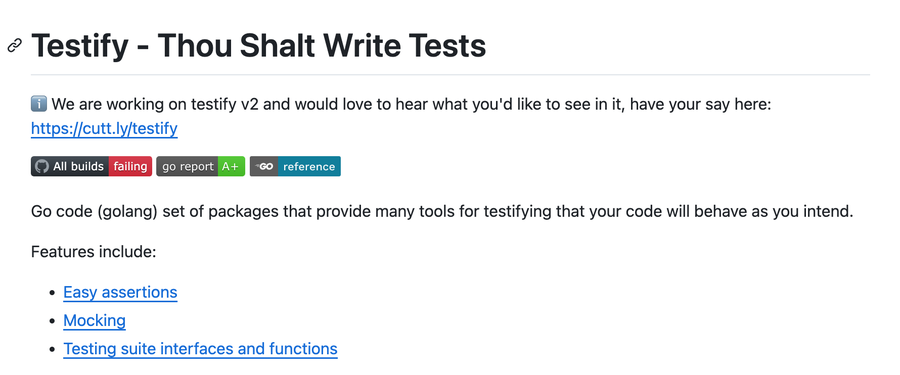 Testify - Thou Shalt Write Tests
ℹ️ We are working on testify v2 and would love to hear what you'd like to see in it, have your say here:
https://cutt.ly/testify
All builds failing go report A+ GO reference
Go code (golang) set of packages that provide many tools for testifying that your code will behave as you intend.
Features include:
• Easy assertions
• Mocking
• Testing suite interfaces and functions